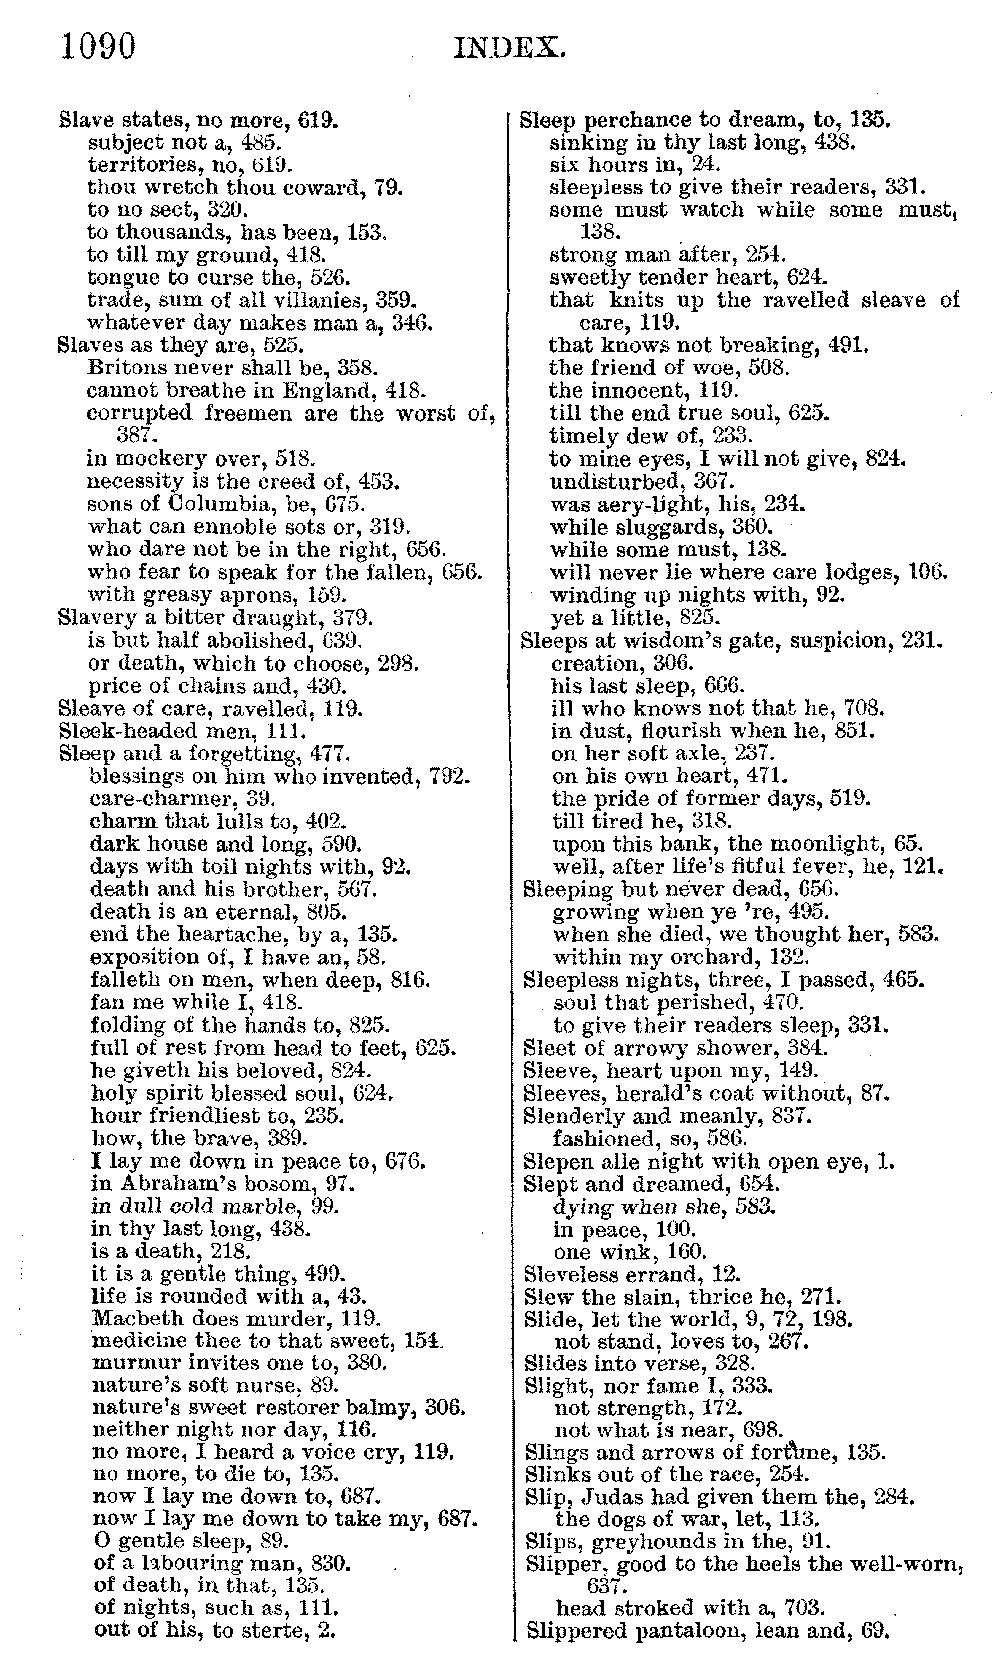 1090
INDEX.
Slave states, no more, 619.
subject not a, 485.
territories, no, 619.
thou wretch thou coward, 79.
to no sect, 320.
to thousands, has been, 153.
to till my ground, 418.
tongue to curse the, 526.
trade, sum of all villanies, 359.
whatever day makes man a, 346.
Slaves as they are, 525.
Britons never shall be, 358.
cannot breathe in England, 418.
corrupted freemen are the worst of,
387.
in mockery over, 518.
necessity is the creed of, 453.
sons of Columbia, be, 675.
what can ennoble sots or, 319.
who dare not be in the right, 656.
who fear to speak for the fallen, 656.
with greasy aprons, 159.
Slavery a bitter draught, 379.
is but half abolished, 639.
or death, which to choose, 298.
price of chains and, 430.
Sleave of care, ravelled, 119.
Sleek-headed men, 111.
Sleep and a forgetting, 477.
blessings on him who invented, 792.
care-charmer, 39.
charm that lulls to, 402.
dark house and long, 590.
days with toil nights with, 92.
death and his brother, 567.
death is an eternal, 805.
end the heartache, by a, 135.
exposition of, I have an, 58.
falleth on men, when deep, 816.
fan me while I, 418.
folding of the hands to, 825.
full of rest from head to feet, 625.
he giveth his beloved, 824.
holy spirit blessed soul, 624.
hour friendliest to, 235.
how, the brave, 389.
I lay me down in peace to, 676.
in Abraham's bosom, 97.
in dull cold marble, 99.
in thy last long, 438.
is a death, 218.
it is a gentle thing, 499.
life is rounded with a, 43.
Macbeth does murder, 119.
medicine thee to that sweet, 154.
murmur invites one to, 380.
nature's soft nurse, 89.
nature's sweet restorer balmy, 306.
neither night nor day, 116.
no more, I heard a voice cry, 119.
no more, to die to, 135.
now I lay me down to, 687.
now I lay me down to take my, 687.
O gentle sleep, 89.
of a labouring man, 830.
of death, in that, 135.
of nights, such as, 111.
out of his, to sterte, 2.
Sleep perchance to dream, to, 135.
sinking in thy last long, 438.
six hours in, 24.
sleepless to give their readers, 331.
some must watch while some must,
138.
strong man after, 254.
sweetly tender heart, 624.
that knits up the ravelled sleave of
care, 119.
that knows not breaking, 491.
the friend of woe, 508.
the innocent, 119.
till the end true soul, 625.
timely dew of, 233.
to mine eyes, I will not give, 824.
undisturbed, 367.
was aery-light, his, 234.
while sluggards, 360.
while some must, 138.
will never lie where care lodges, 106.
winding up nights with, 92.
yet a little, 825.
Sleeps at wisdom's gate, suspicion, 231.
creation, 306.
his last sleep, 666.
ill who knows not that he, 708.
in dust, flourish when he, 851.
on her soft axle, 237.
on his own heart, 471.
the pride of former days, 519.
till tired he, 318.
upon this bank, the moonlight, 65.
well, after life's fitful fever, he, 121.
Sleeping but never dead, 656.
growing when ye 're, 495.
when she died, we thought her, 583.
within my orchard, 132.
Sleepless nights, three, I passed, 465.
soul that perished, 470.
to give their readers sleep, 331.
Sleet of arrowy shower, 384.
Sleeve, heart upon my, 149.
Sleeves, herald's coat without, 87.
Slenderly and meanly, 837.
fashioned, so, 586.
Slepen alle night with open eye, 1.
Slept and dreamed, 654.
dying when she, 583.
in peace, 100.
one wink, 160.
Sleveless errand, 12.
Slew the slain, thrice he, 271.
Slide, let the world, 9, 72, 198.
not stand, loves to, 267.
Slides into verse, 328.
Slight, nor fame I, 333.
not strength, 172.
not what is near, 698.
Slings and arrows of fortune, 135.
Slinks out of the race, 254.
Slip, Judas had given them the, 284.
the dogs of war, let, 113.
Slips, greyhounds in the, 91.
Slipper, good to the heels the well-worn,
637.
head stroked with a, 703.
Slippered pantaloon, lean and, 69.